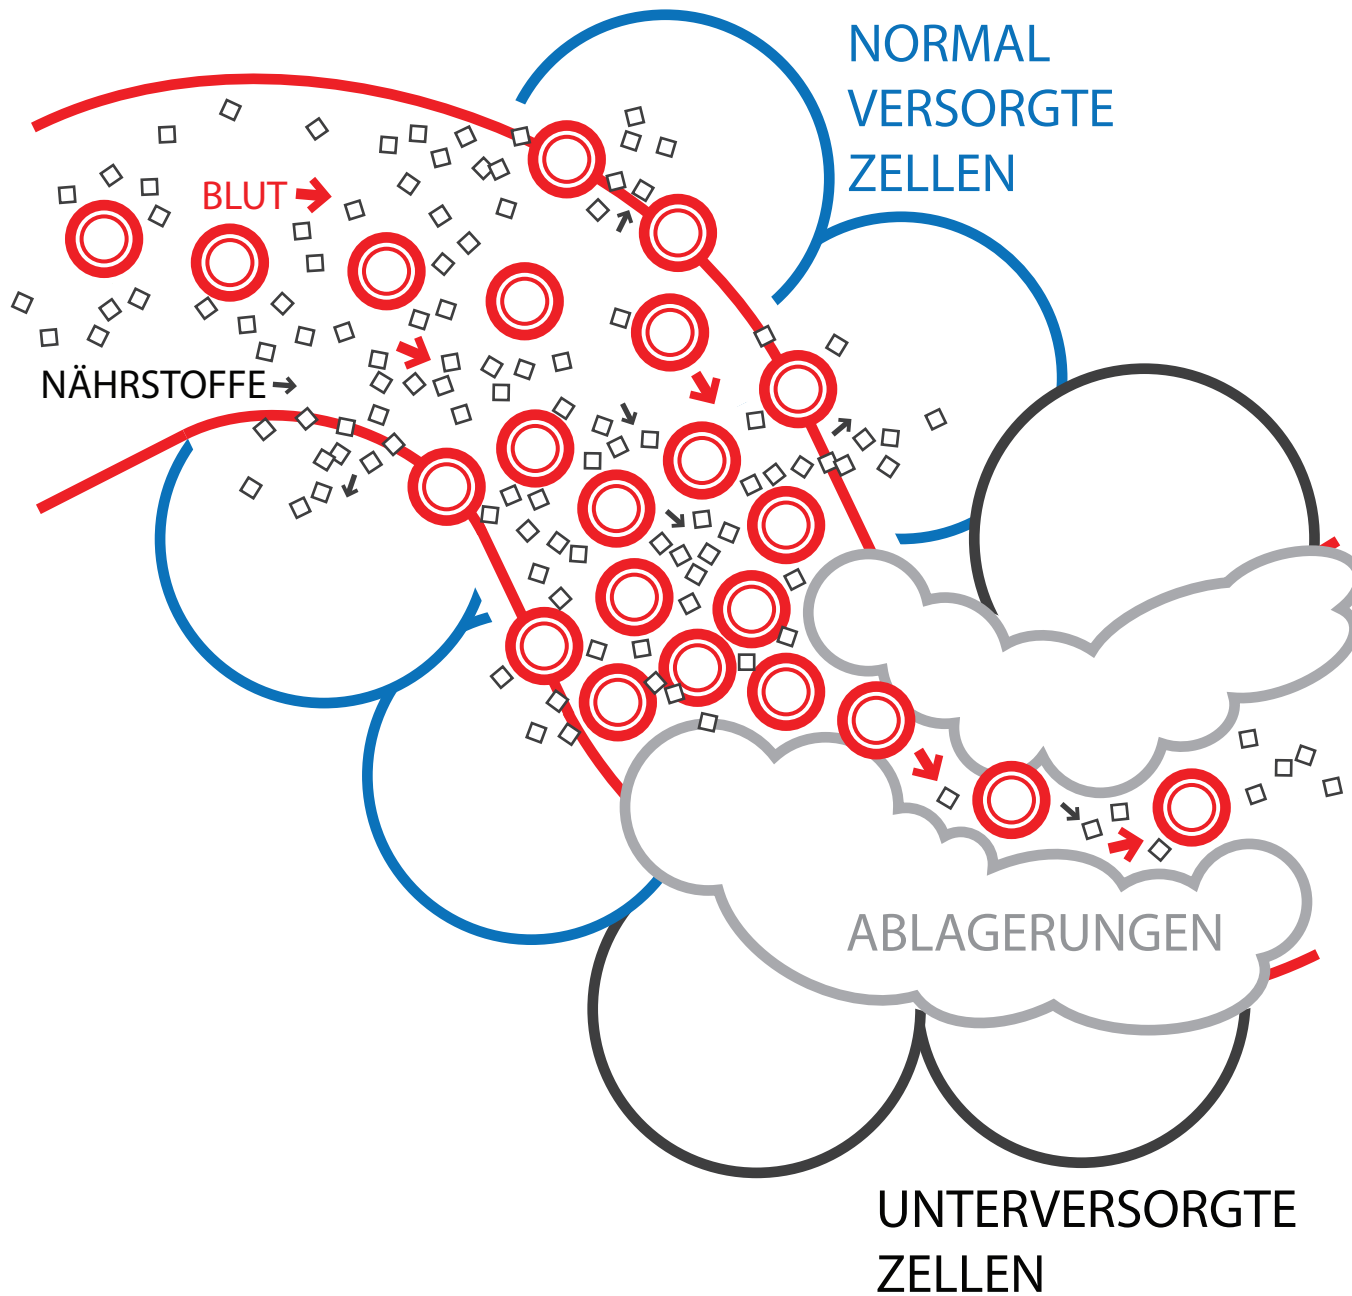 NORMAL
VERSORGTE
ZELLEN
BLUT
NÄHRSTOFFE
ABLAGERUNGEN
UNTERVERSORGTE
ZELLEN